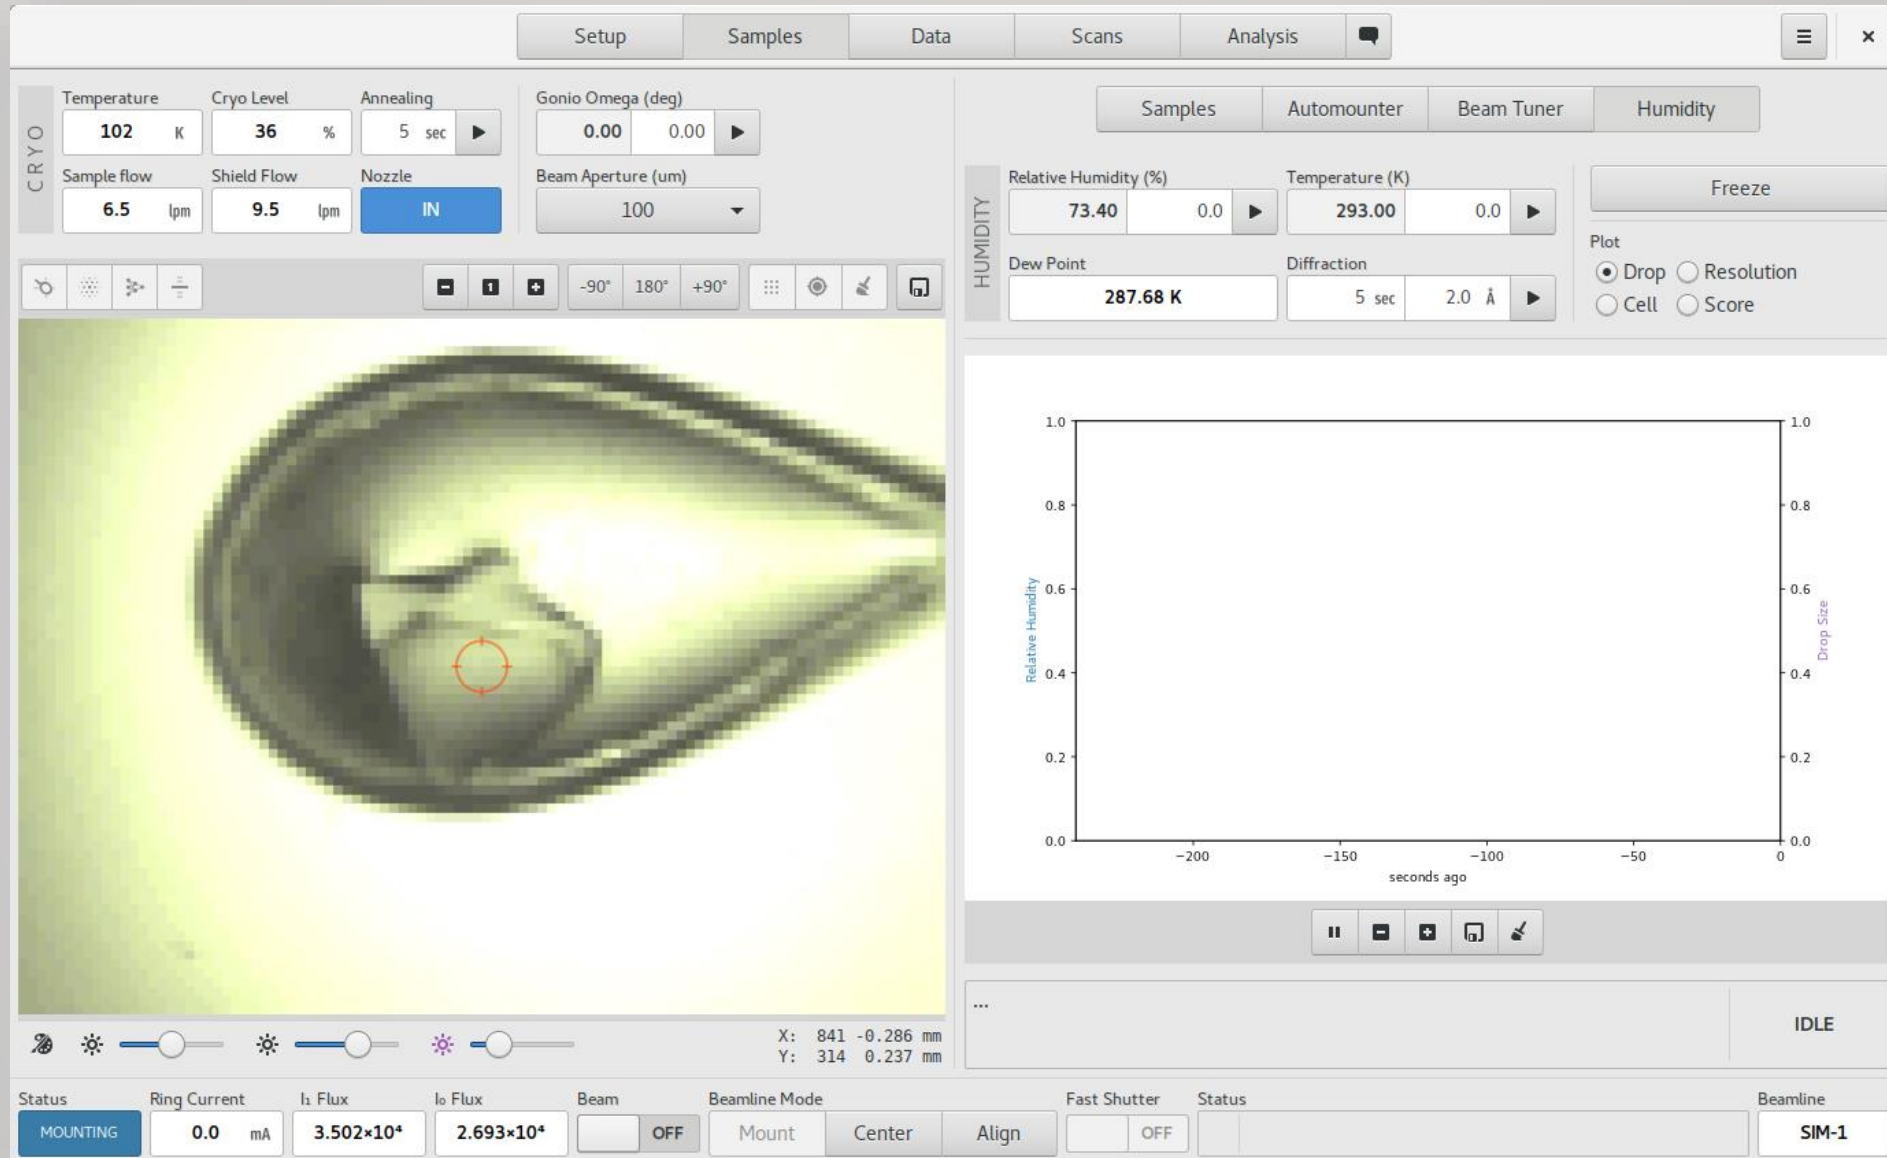 Setup Samples Data Scans Analysis
CRYO
Temperature Cryo Level Annealing Gonio Omega (deg)
102 K 36 % 5 sec 0.00 0.00
Sample flow Shield Flow Nozzle Beam Aperture (um)
6.5 lpm 9.5 lpm IN 100
1 -90° 180° +90°
X: 841 -0.286 mm
Y: 314 0.237 mm
Samples Automounter Beam Tuner Humidity
HUMIDITY
Relative Humidity (%) Temperature (K)
73.40 0.0 293.00 0.0
Dew Point Diffraction
287.68 K 5 sec 2.0 Å
Freeze
Plot
Drop Resolution
Cell Score
1.0 1.0
0.8 0.8
0.6 0.6
0.4 0.4
0.2 0.2
0.0 0.0
Relative Humidity
Drop Size
−200 −150 −100 −50 0
seconds ago
...
IDLE
Status Ring Current I₁ Flux I₀ Flux Beam Beamline Mode Fast Shutter Status Beamline
MOUNTING 0.0 mA 3.502×10⁴ 2.693×10⁴ OFF Mount Center Align OFF SIM-1